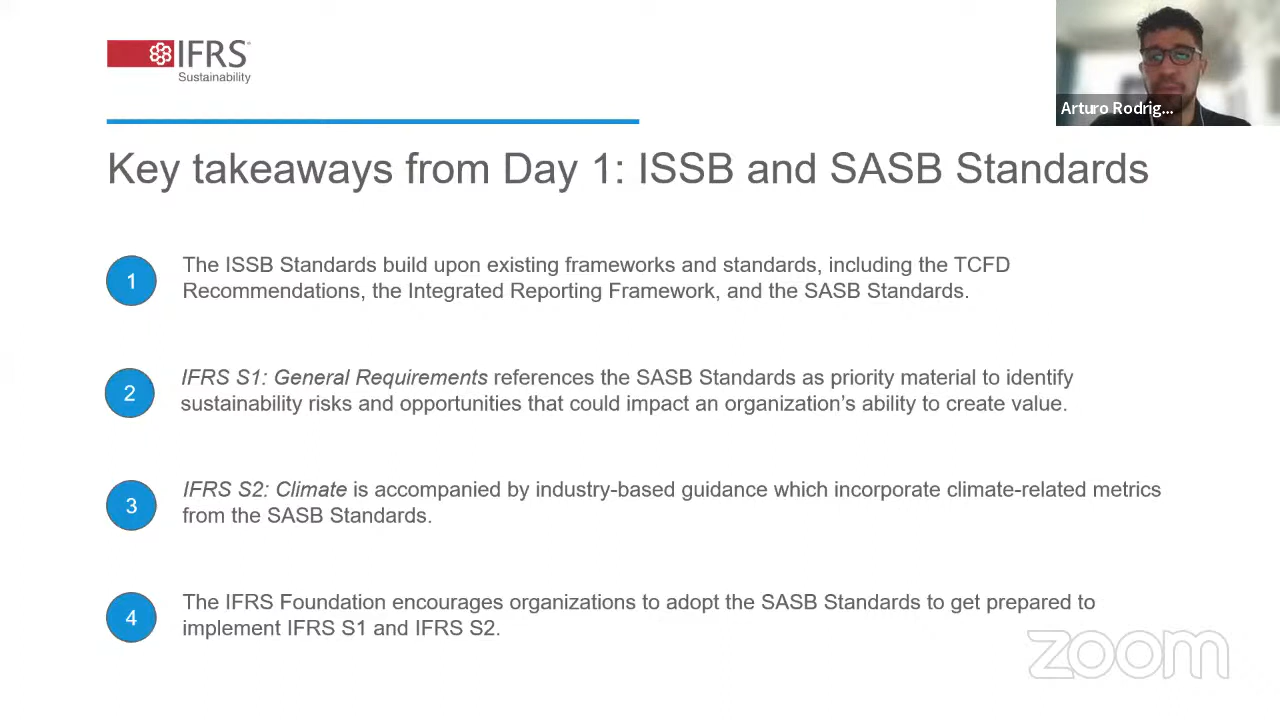 IFRS
Sustainability
Arturo Rodrig...
Key takeaways from Day 1: ISSB and SASB Standards
1
The ISSB Standards build upon existing frameworks and standards, including the TCFD
Recommendations, the Integrated Reporting Framework, and the SASB Standards.
2
IFRS S1: General Requirements references the SASB Standards as priority material to identify
sustainability risks and opportunities that could impact an organization’s ability to create value.
3
IFRS S2: Climate is accompanied by industry-based guidance which incorporate climate-related metrics
from the SASB Standards.
4
The IFRS Foundation encourages organizations to adopt the SASB Standards to get prepared to
implement IFRS S1 and IFRS S2.
zoom